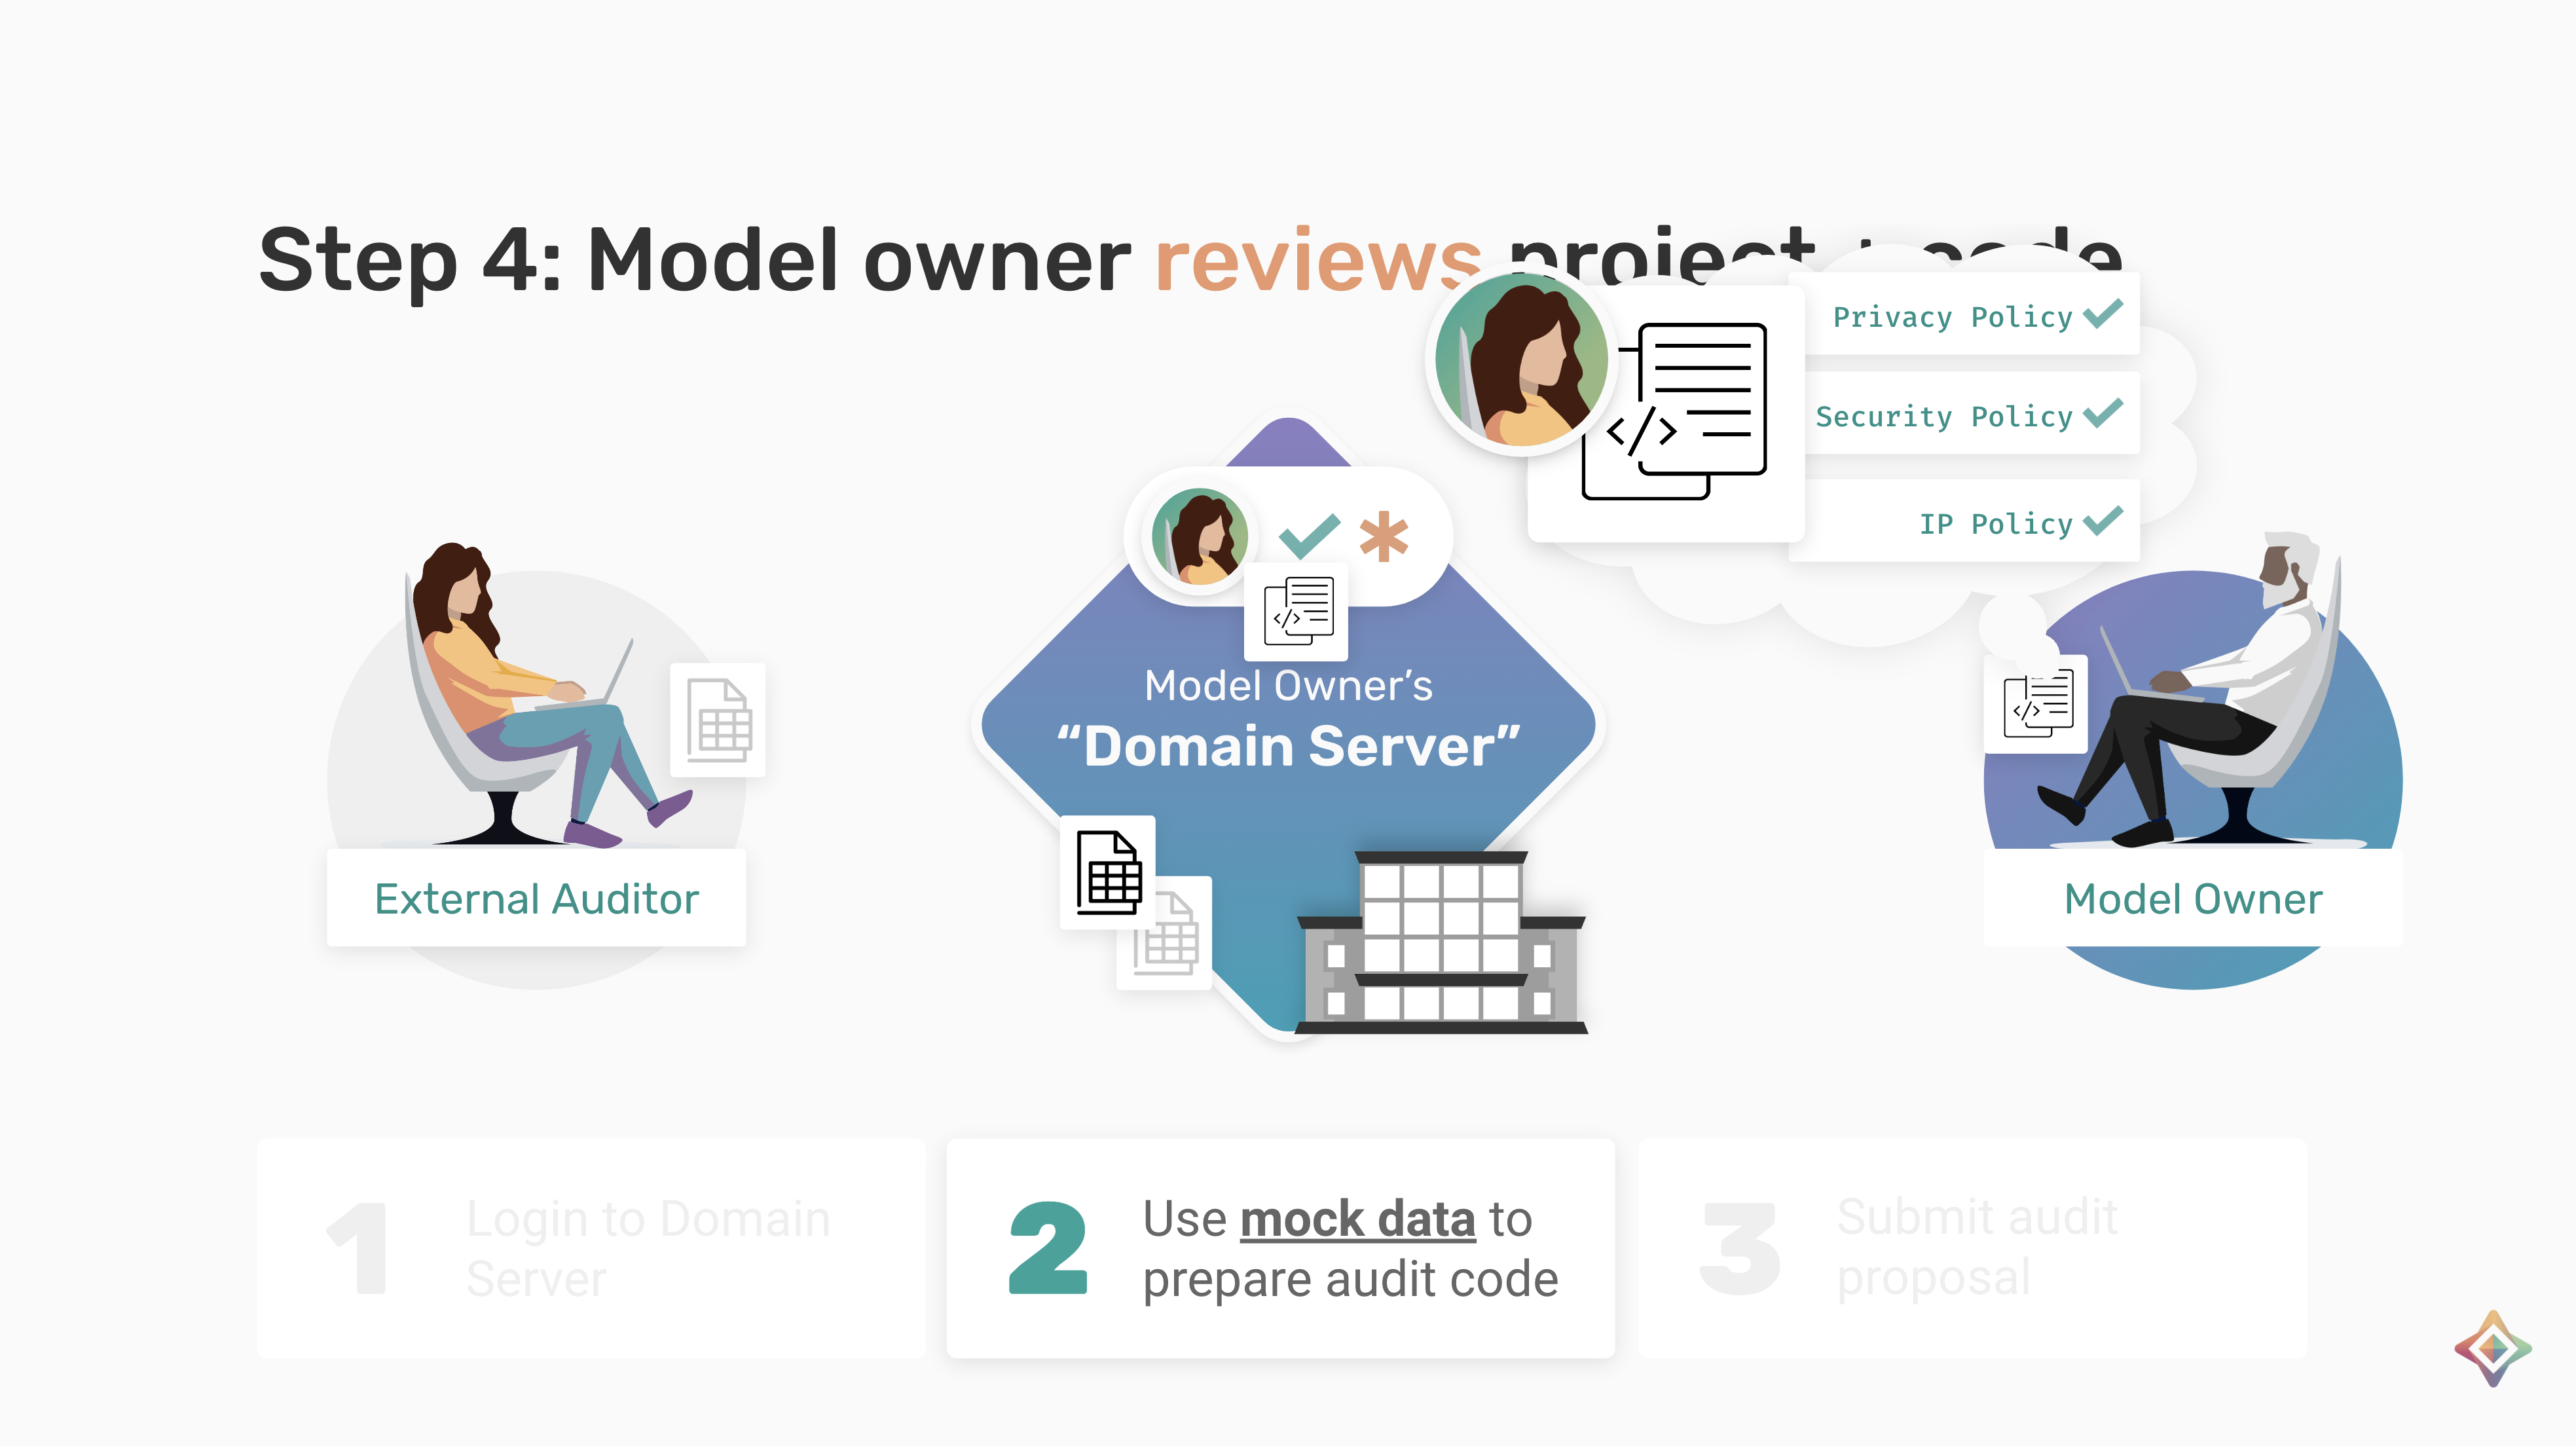 Step 4: Model owner reviews project + code
Privacy Policy
Security Policy
IP Policy
Model Owner's
“Domain Server”
External Auditor
Model Owner
1
Login to Domain
Server
2
Use mock data to
prepare audit code
3
Submit audit
proposal